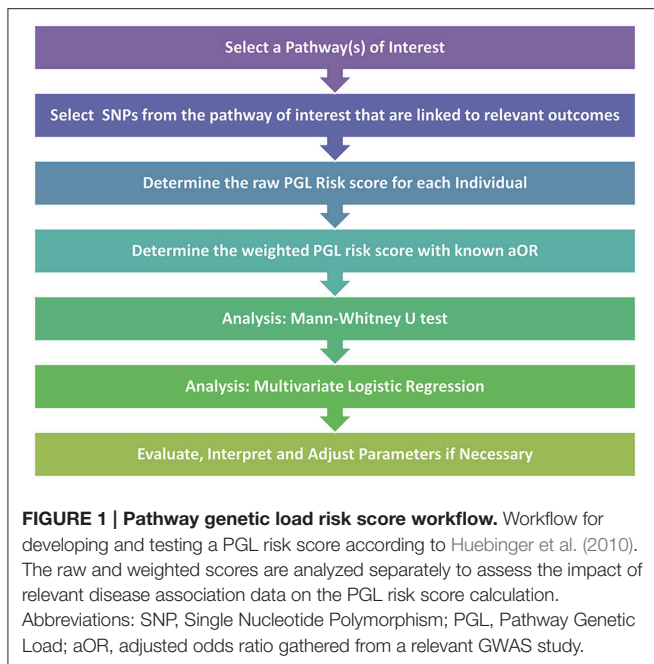 Select a Pathway(s) of Interest
Select SNPs from the pathway of interest that are linked to relevant outcomes
Determine the raw PGL Risk score for each Individual
Determine the weighted PGL risk score with known aOR
Analysis: Mann-Whitney U test
Analysis: Multivariate Logistic Regression
Evaluate, Interpret and Adjust Parameters if Necessary
FIGURE 1 | Pathway genetic load risk score workflow. Workflow for
developing and testing a PGL risk score according to Huebinger et al. (2010).
The raw and weighted scores are analyzed separately to assess the impact of
relevant disease association data on the PGL risk score calculation.
Abbreviations: SNP, Single Nucleotide Polymorphism; PGL, Pathway Genetic
Load; aOR, adjusted odds ratio gathered from a relevant GWAS study.